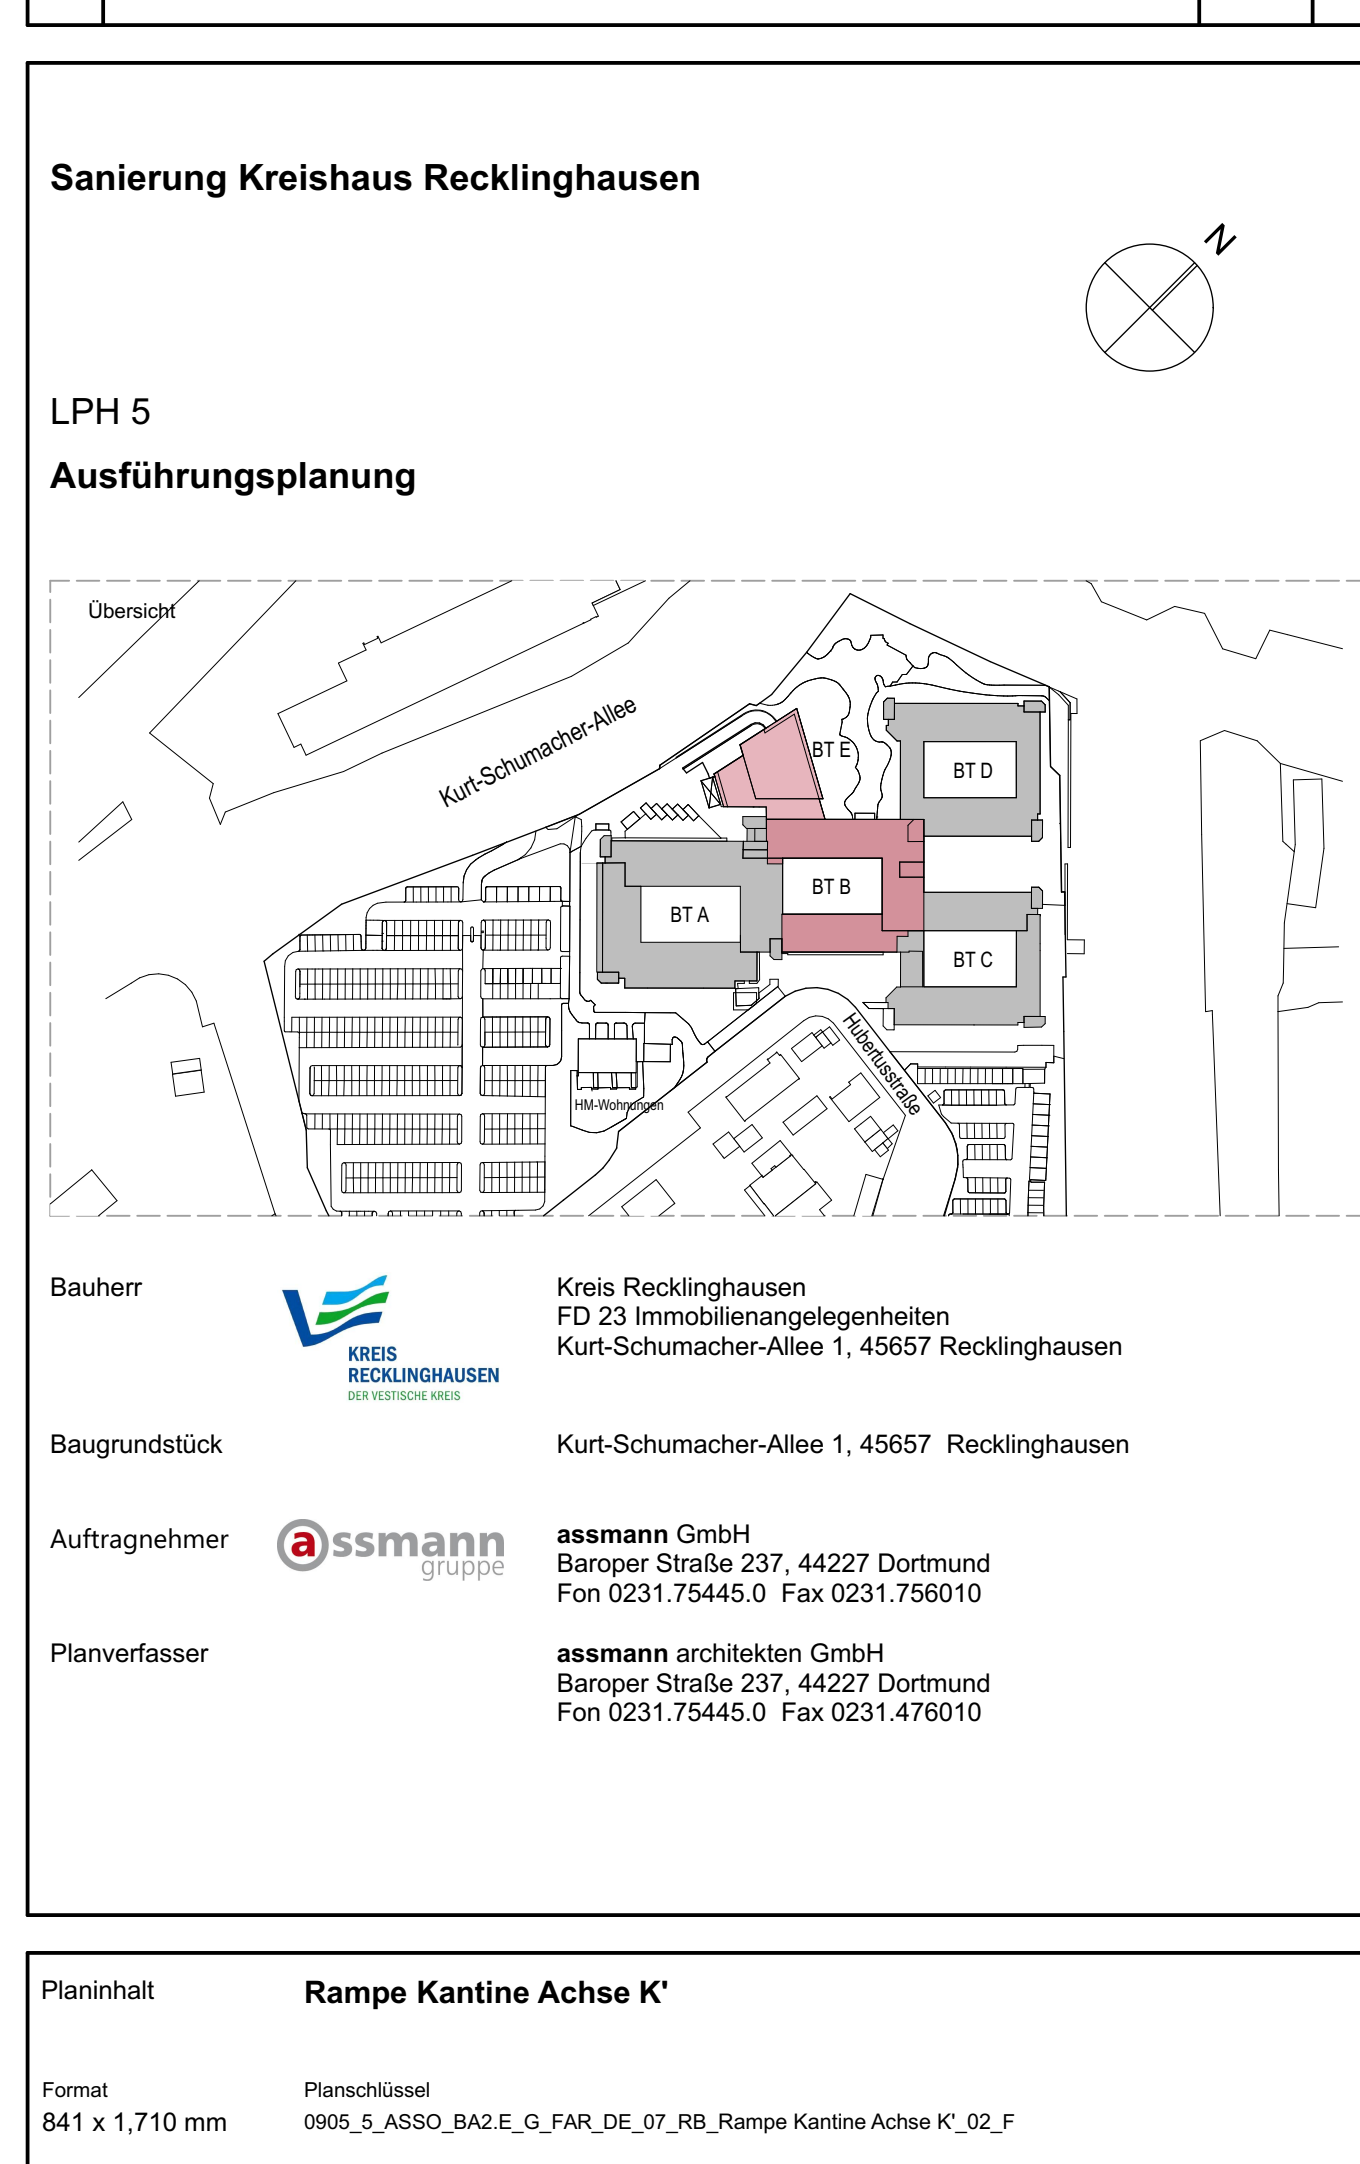 Sanierung Kreishaus Recklinghausen
N
LPH 5
Ausführungsplanung
Übersicht
Kurt-Schumacher-Allee
BT E
BT D
BT B
BT A
BT C
Hubertusstraße
HM-Wohnungen
Bauherr
KREIS
RECKLINGHAUSEN
DER VESTISCHE KREIS
Kreis Recklinghausen
FD 23 Immobilienangelegenheiten
Kurt-Schumacher-Allee 1, 45657 Recklinghausen
Baugrundstück
Kurt-Schumacher-Allee 1, 45657 Recklinghausen
Auftragnehmer
assmann
gruppe
assmann GmbH
Baroper Straße 237, 44227 Dortmund
Fon 0231.75445.0 Fax 0231.756010
Planverfasser
assmann architekten GmbH
Baroper Straße 237, 44227 Dortmund
Fon 0231.75445.0 Fax 0231.476010
Planinhalt
Rampe Kantine Achse K'
Format
Planschlüssel
841 x 1,710 mm
0905_5_ASSO_BA2.E_G_FAR_DE_07_RB_Rampe Kantine Achse K'_02_F